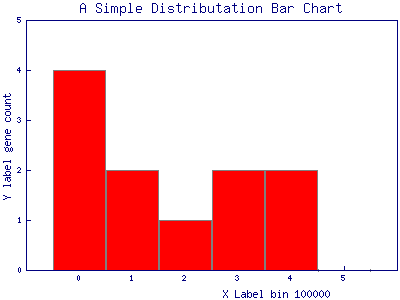 A Simple Distributation Bar Chart
5
4
3
2
1
0
Y label gene count
0 1 2 3 4 5
X Label bin 100000